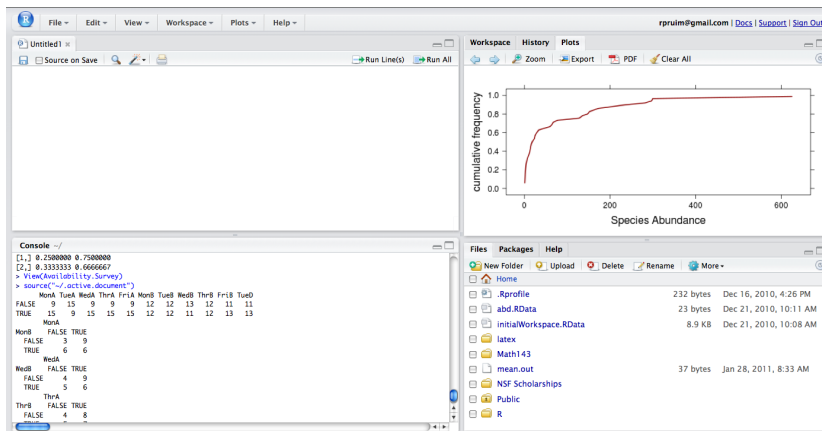 R File Edit View Workspace Plots Help rpruim@gmail.com | Docs | Support | Sign Out
Untitled1
Source on Save Run Line(s) Run All
Workspace History Plots
Zoom Export PDF Clear All
cumulative frequency
1.0
0.8
0.6
0.4
0.2
0.0
0 200 400 600
Species Abundance
Console ~/
[1,] 0.2500000 0.7500000
[2,] 0.3333333 0.6666667
> View(Availability.Survey)
> source("~/.active.document")
MonA TueA WedA ThrA FriA MonB TueB WedB ThrB FriB TueD
FALSE 9 15 9 9 9 12 12 13 12 11 11
TRUE 15 9 15 15 15 12 12 11 12 13 13
MonA
MonB FALSE TRUE
FALSE 3 9
TRUE 6 6
WedA
WedB FALSE TRUE
FALSE 4 9
TRUE 5 6
ThrA
ThrB FALSE TRUE
FALSE 4 8
Files Packages Help
New Folder Upload Delete Rename More
Home
.Rprofile 232 bytes Dec 16, 2010, 4:26 PM
abd.RData 23 bytes Dec 21, 2010, 10:11 AM
initialWorkspace.RData 8.9 KB Dec 21, 2010, 10:08 AM
latex
Math143
mean.out 37 bytes Jan 28, 2011, 8:33 AM
NSF Scholarships
Public
R